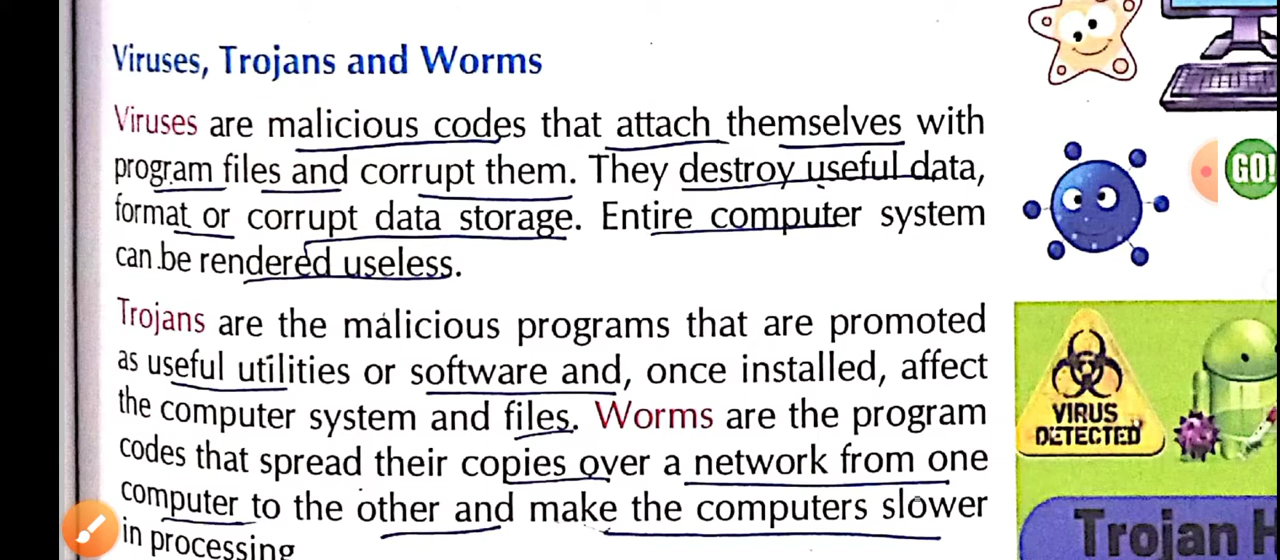 Viruses, Trojans and Worms
Viruses are malicious codes that attach themselves with
program files and corrupt them. They destroy useful data,
format or corrupt data storage. Entire computer system
can be rendered useless.
Trojans are the malicious programs that are promoted
as useful utilities or software and, once installed, affect
the computer system and files. Worms are the program
codes that spread their copies over a network from one
computer to the other and make the computers slower
in processing
GO!
VIRUS
DETECTED
Trojan H